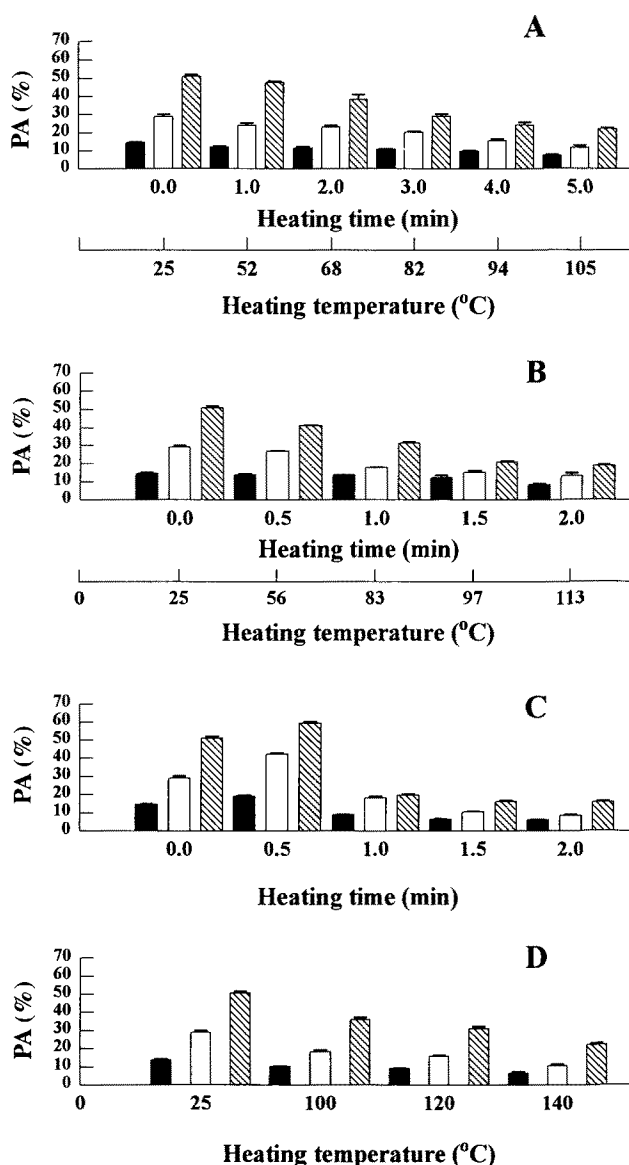 A
PA (%)
70
60
50
40
30
20
10
0
0.0 1.0 2.0 3.0 4.0 5.0
Heating time (min)
25 52 68 82 94 105
Heating temperature (°C)
B
PA (%)
70
60
50
40
30
20
10
0
0.0 0.5 1.0 1.5 2.0
Heating time (min)
0 25 56 83 97 113
Heating temperature (°C)
C
PA (%)
70
60
50
40
30
20
10
0
0.0 0.5 1.0 1.5 2.0
Heating time (min)
D
PA (%)
70
60
50
40
30
20
10
0
0 25 100 120 140
Heating temperature (°C)